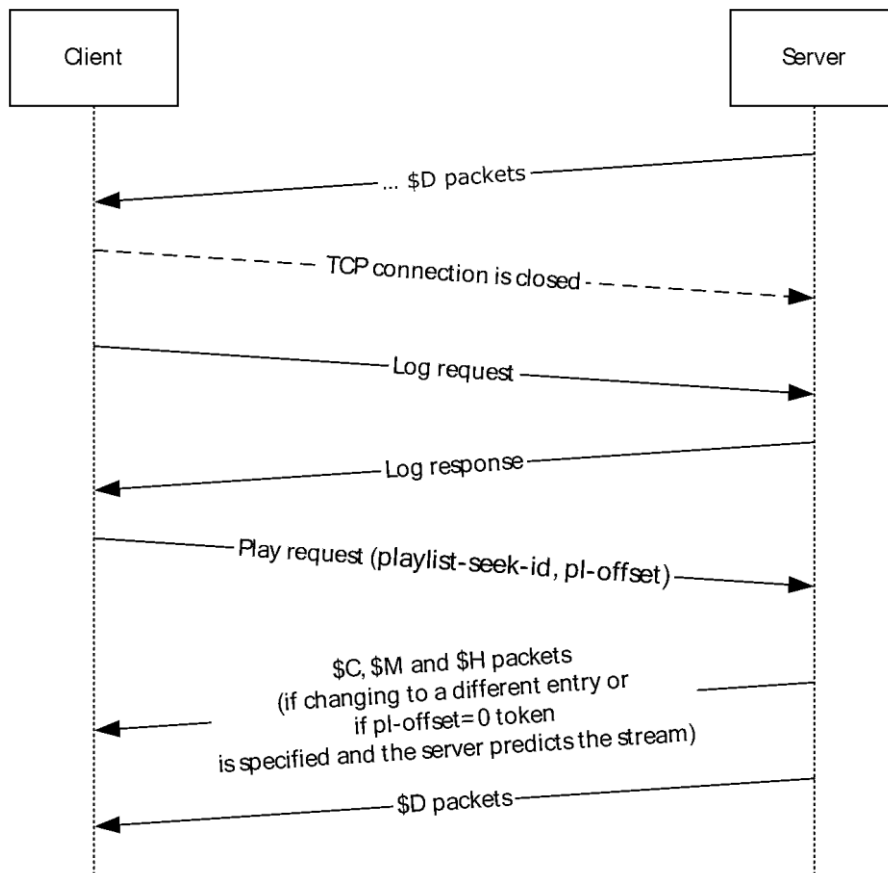 Client
Server
... $D packets
TCP connection is closed
Log request
Log response
Play request (playlist-seek-id, pl-offset)
$C, $M and $H packets
(if changing to a different entry or
if pl-offset=0 token
is specified and the server predicts the stream)
$D packets